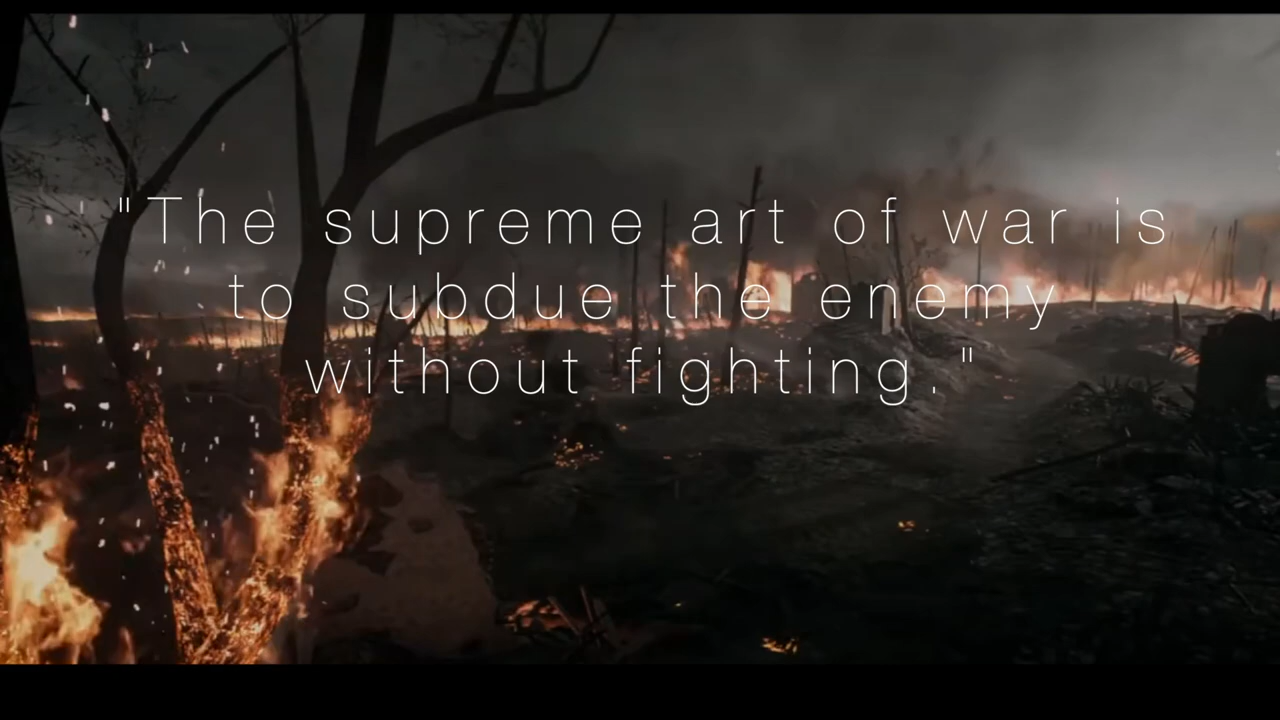 "The supreme art of war is
to subdue the enemy
without fighting."